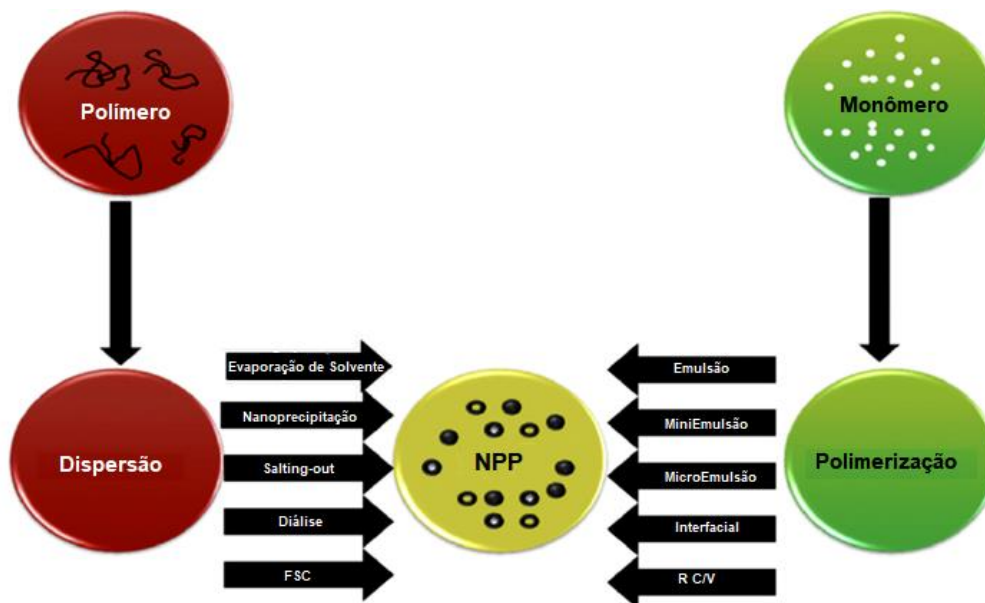 Polímero
Monômero
Dispersão
Evaporação de Solvente
Nanoprecipitação
Salting-out
Diálise
FSC
NPP
Emulsão
MiniEmulsão
MicroEmulsão
Interfacial
R C/V
Polimerização